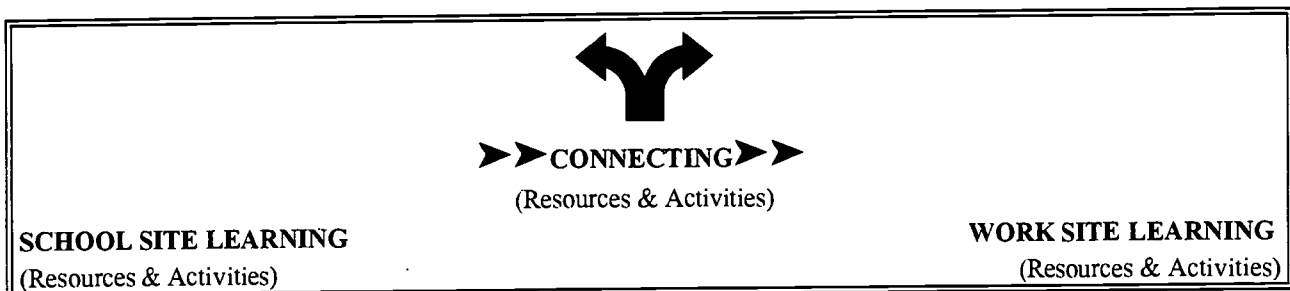 ➤➤CONNECTING➤➤
(Resources & Activities)
SCHOOL SITE LEARNING
(Resources & Activities)
WORK SITE LEARNING
(Resources & Activities)